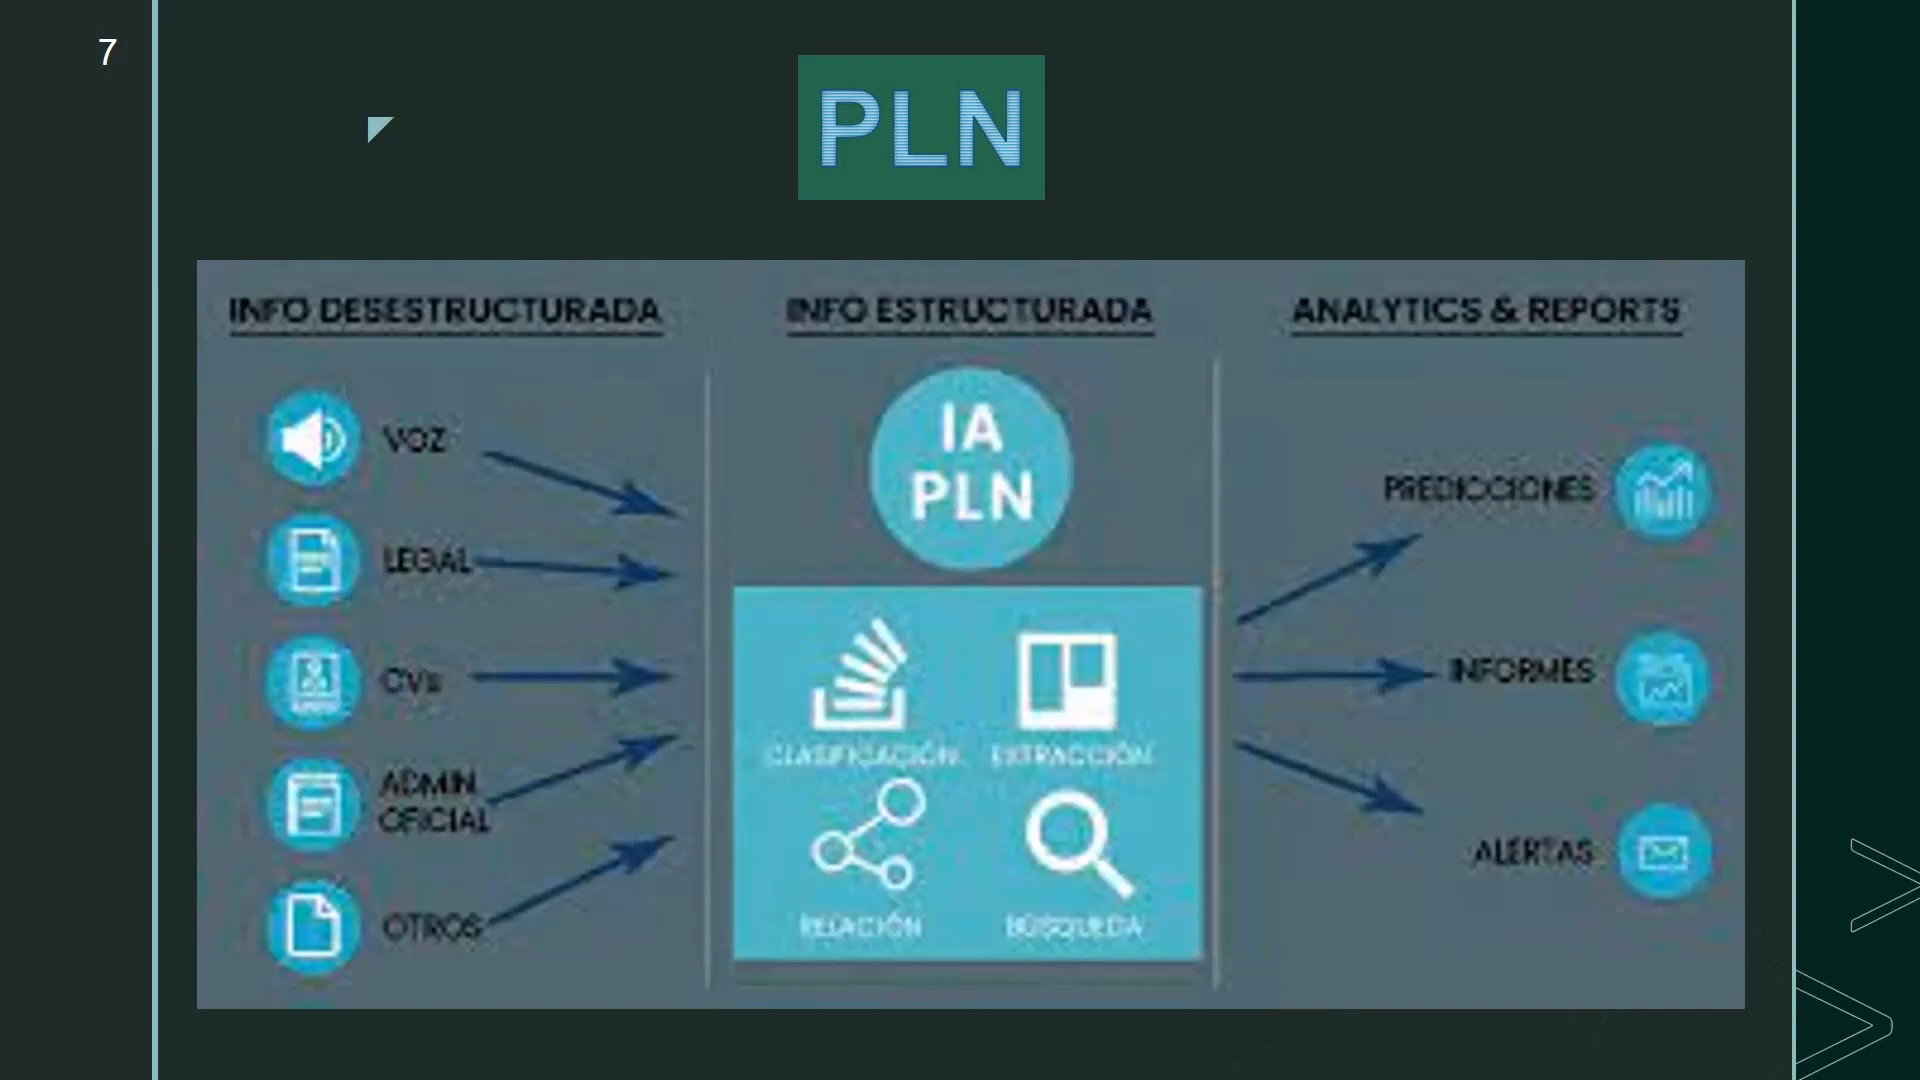 7
PLN
INFO DESESTRUCTURADA
INFO ESTRUCTURADA
ANALYTICS & REPORTS
VOZ
LEGAL
CVs
ADMIN
OFICIAL
OTROS
IA
PLN
CLASIFICACIÓN
EXTRACCIÓN
RELACIÓN
BÚSQUEDA
PREDICCIONES
INFORMES
ALERTAS